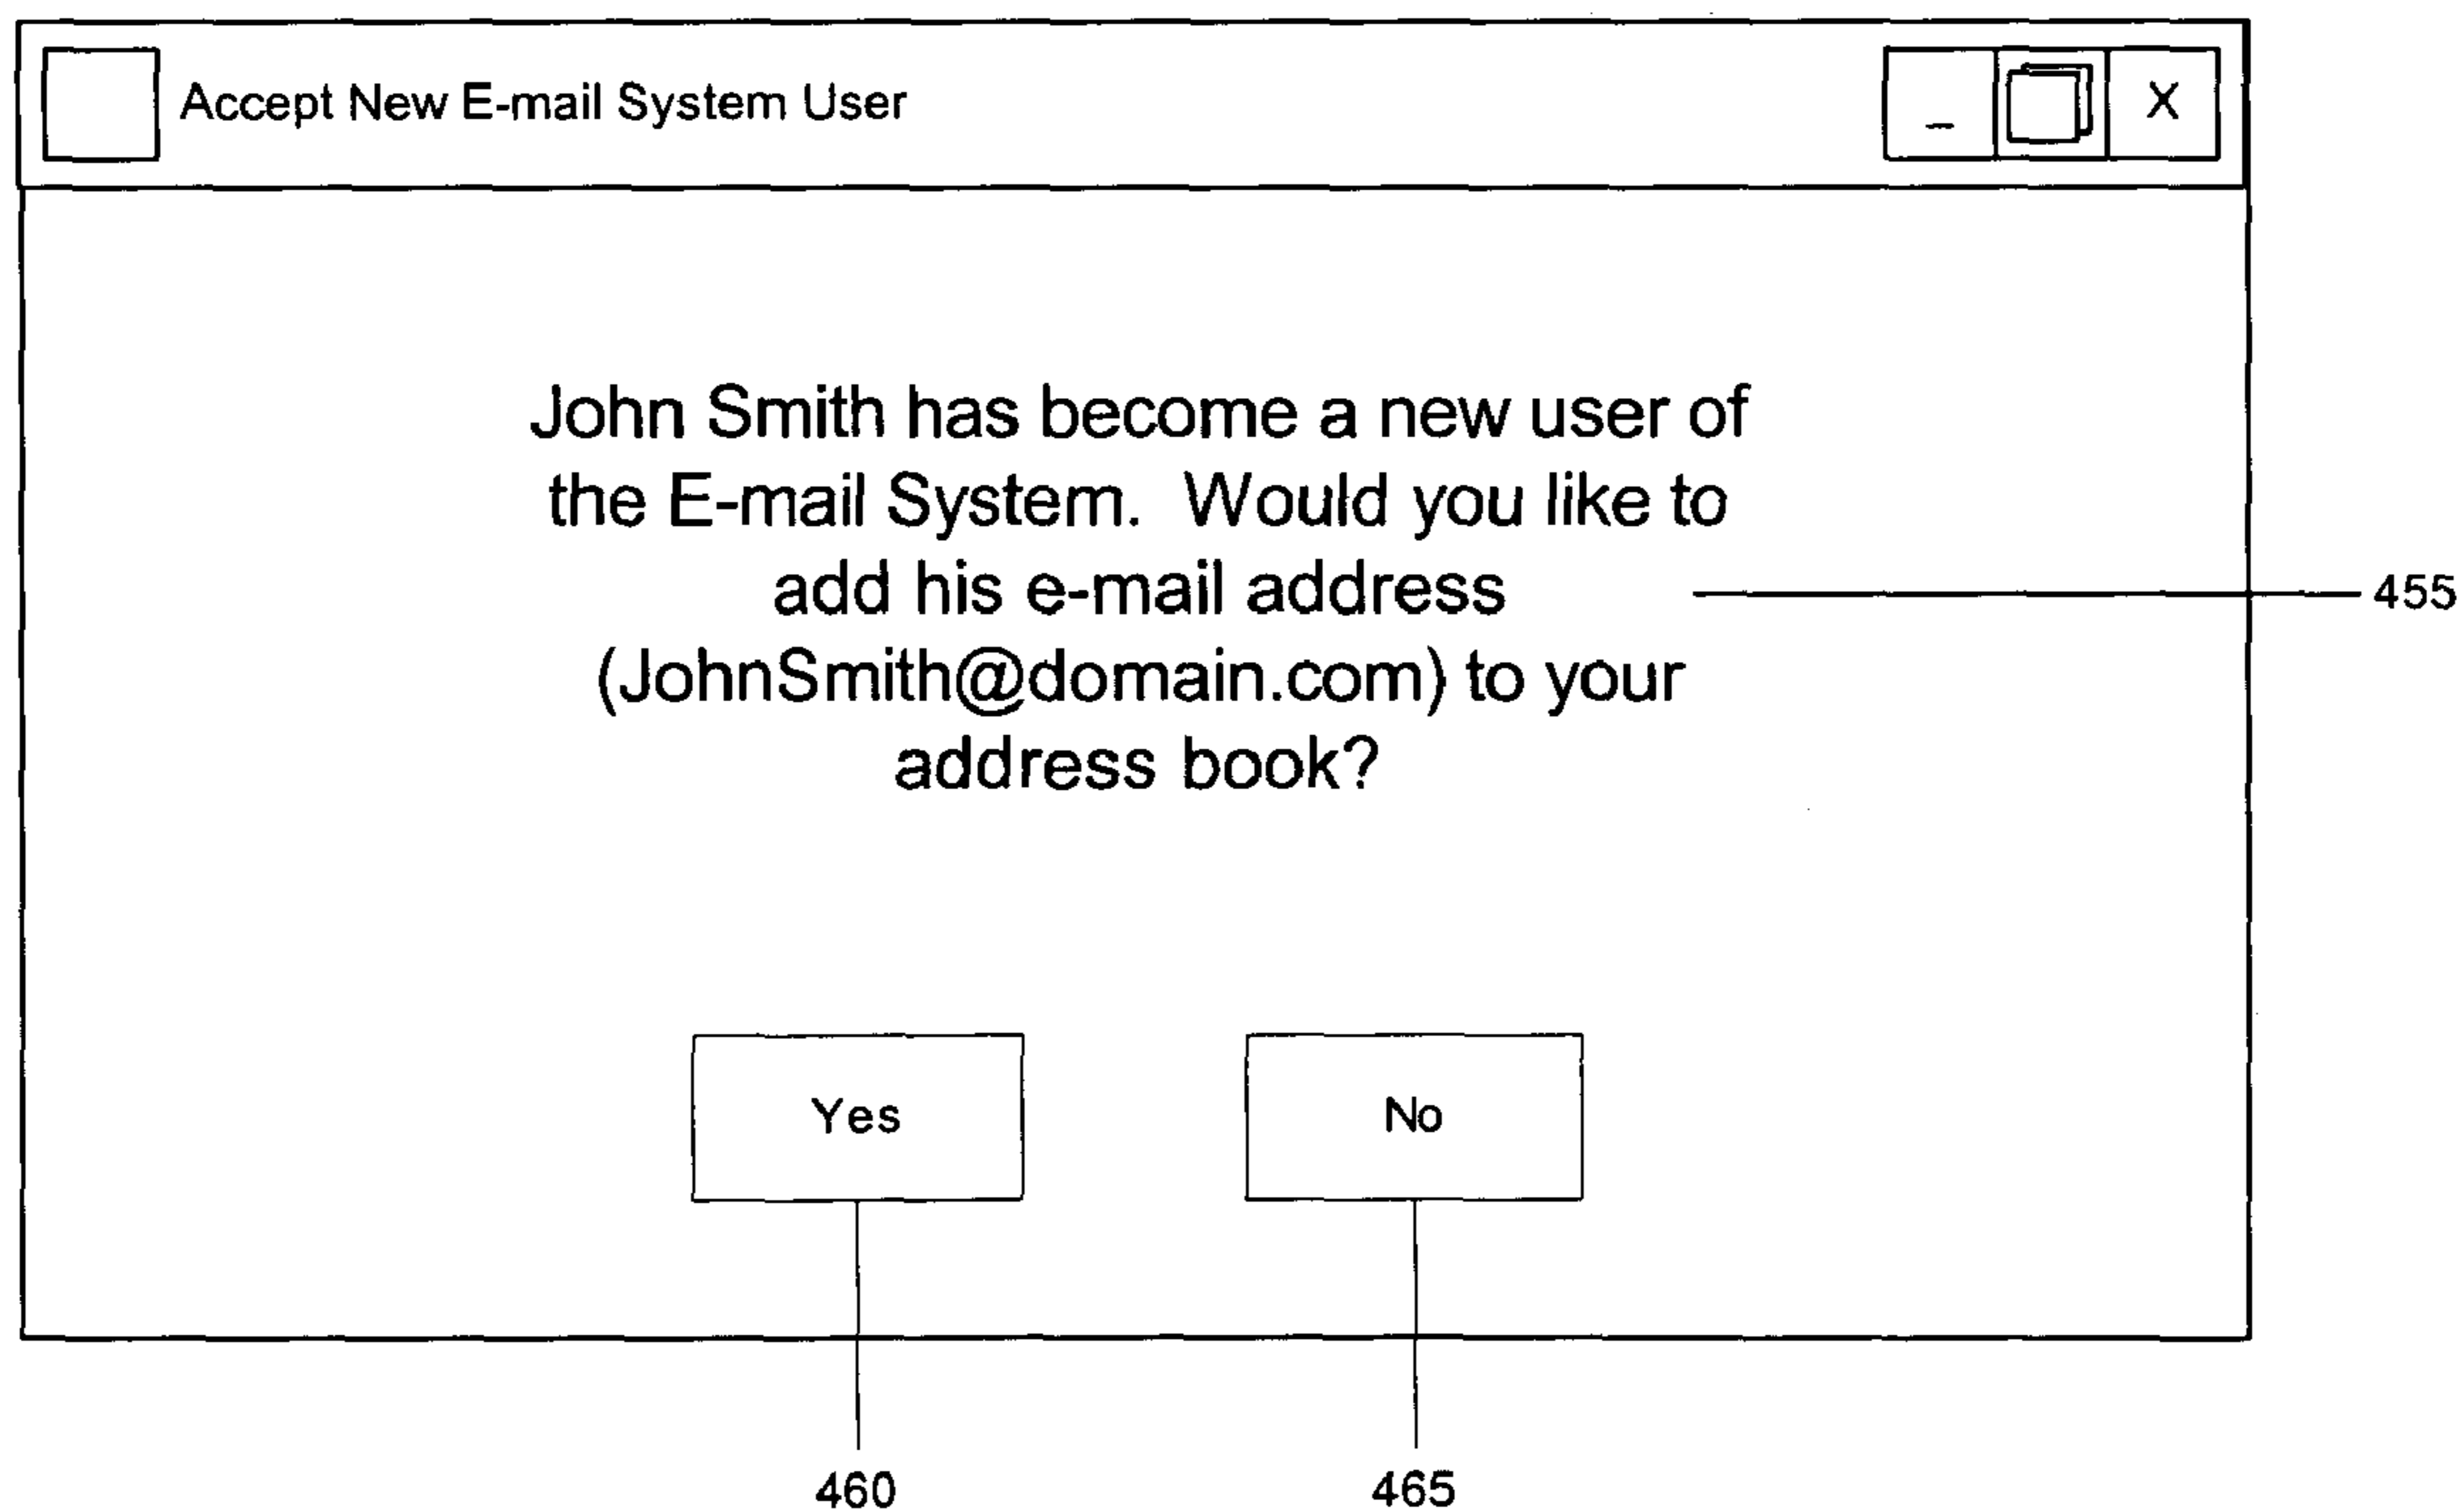 Accept New E-mail System User
_
X
John Smith has become a new user of
the E-mail System.  Would you like to
add his e-mail address
455
(JohnSmith@domain.com) to your
address book?
Yes
No
460
465